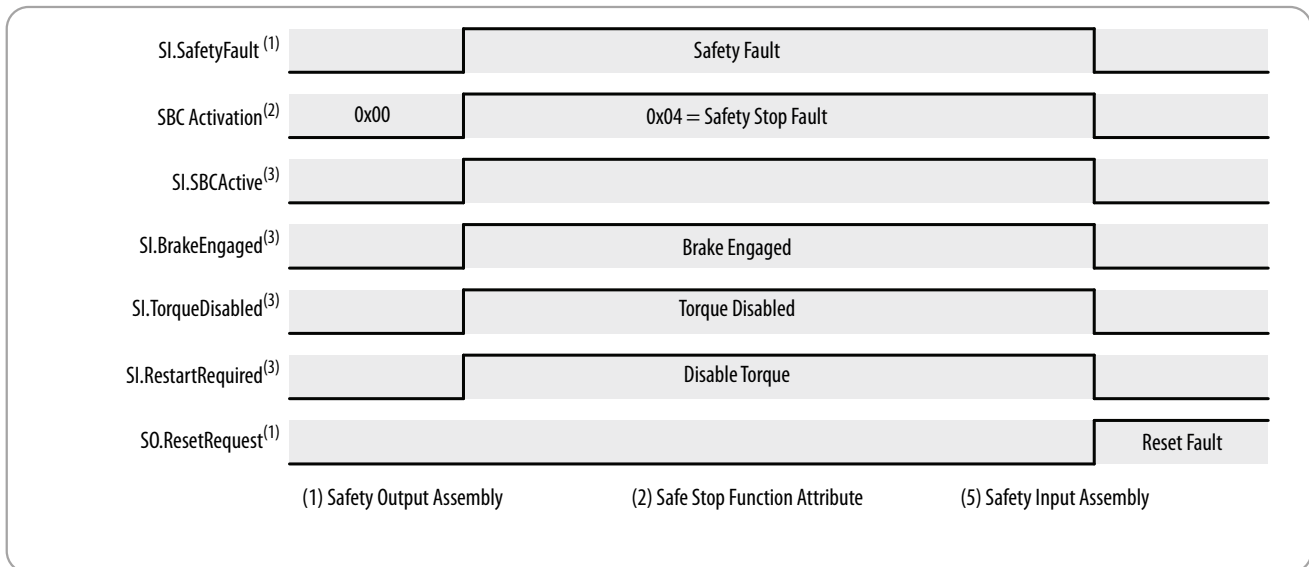 SI.SafetyFault (1) Safety Fault
SBC Activation(2) 0x00 0x04 = Safety Stop Fault
SI.SBCActive(3)
SI.BrakeEngaged(3) Brake Engaged
SI.TorqueDisabled(3) Torque Disabled
SI.RestartRequired(3) Disable Torque
SO.ResetRequest(1) Reset Fault
(1) Safety Output Assembly (2) Safe Stop Function Attribute (5) Safety Input Assembly